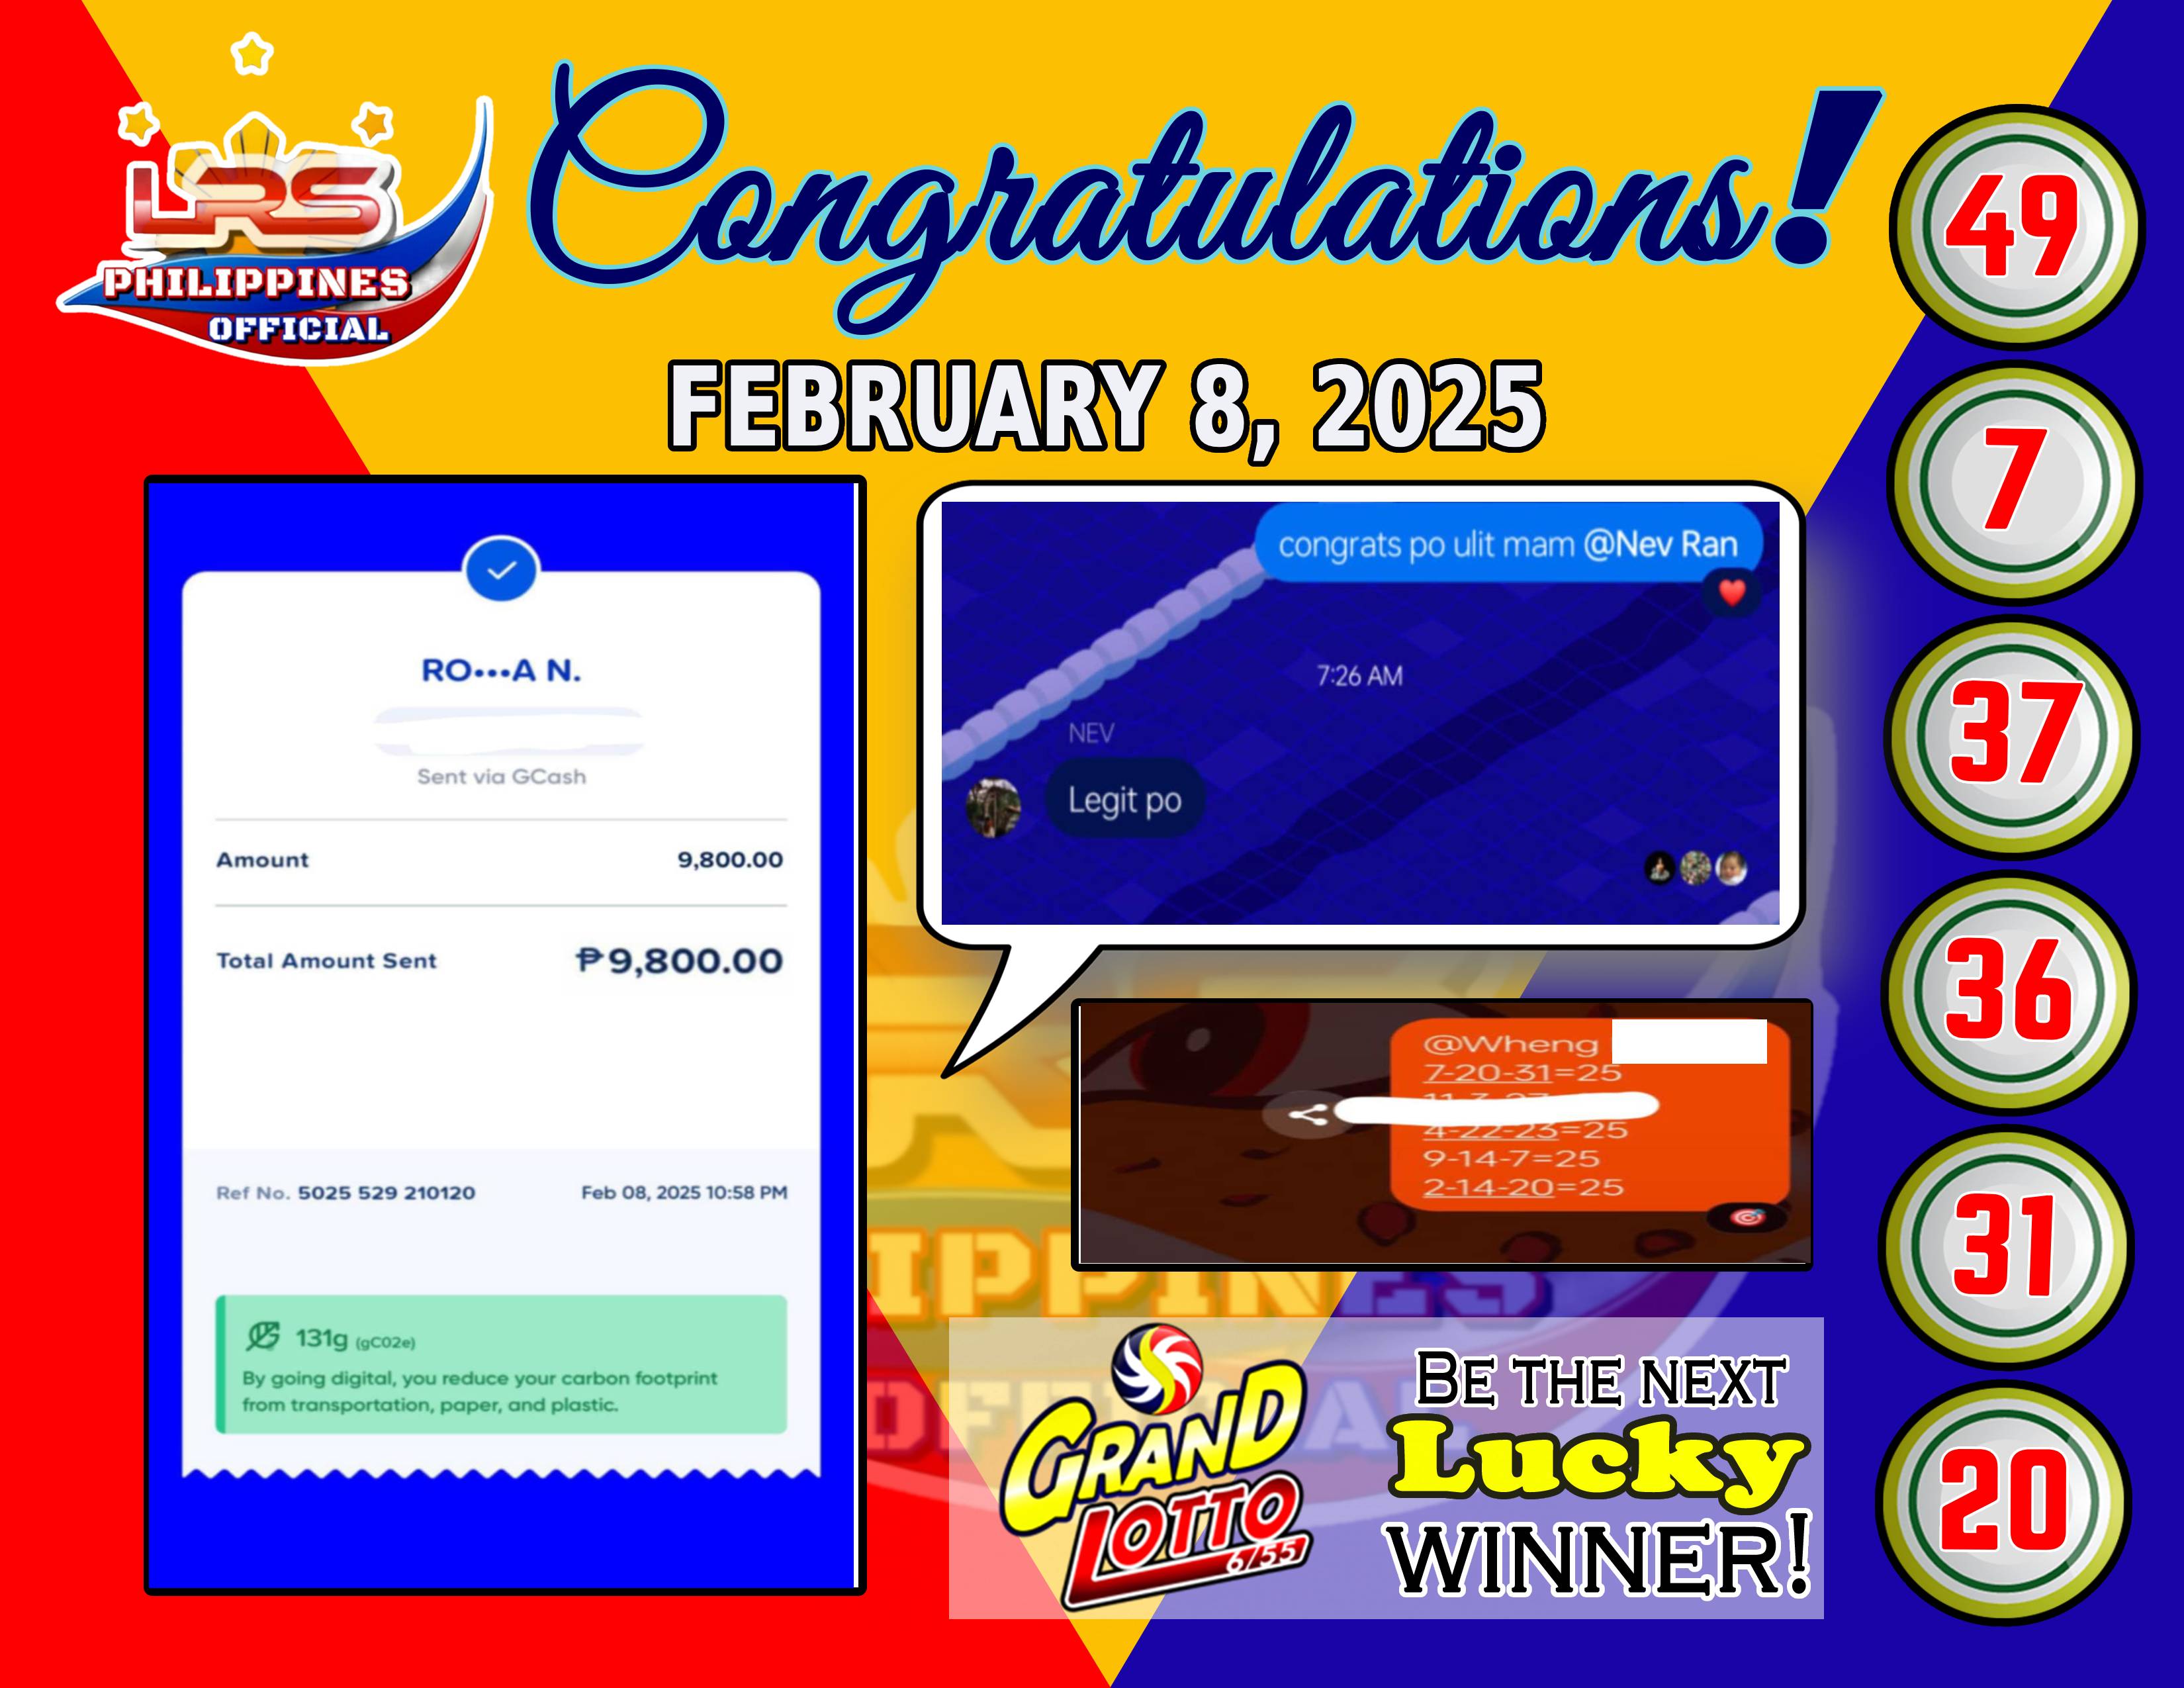 LRS
PHILIPPINES
OFFICIAL
Congratulations!
FEBRUARY 8, 2025
RO•••A N.
Sent via GCash
Amount 9,800.00
Total Amount Sent ₱9,800.00
Ref No. 5025 529 210120 Feb 08, 2025 10:58 PM
131g (gC02e)
By going digital, you reduce your carbon footprint
from transportation, paper, and plastic.
congrats po ulit mam @Nev Ran
7:26 AM
NEV
Legit po
@Wheng
7-20-31=25
4-22-23=25
9-14-7=25
2-14-20=25
GRAND
LOTTO
6/55
BE THE NEXT
Lucky
WINNER!
49
7
37
36
31
20